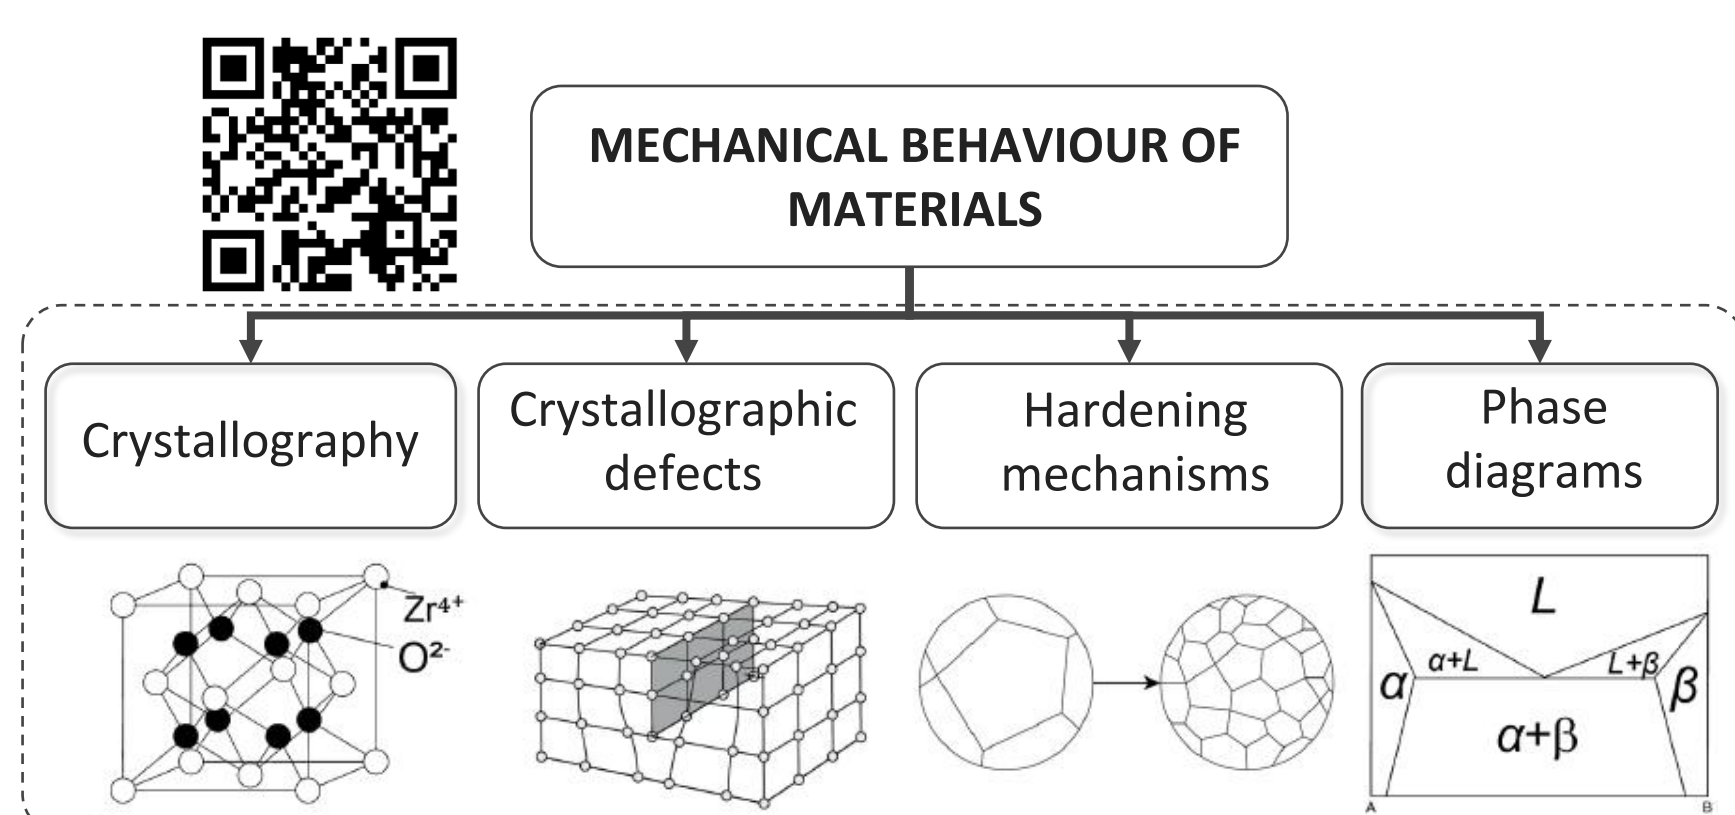 MECHANICAL BEHAVIOUR OF
MATERIALS
Crystallography
Crystallographic
defects
Hardening
mechanisms
Phase
diagrams
Zr⁴⁺
O²⁻
L
α+L
L+β
α
β
α+β
A
B